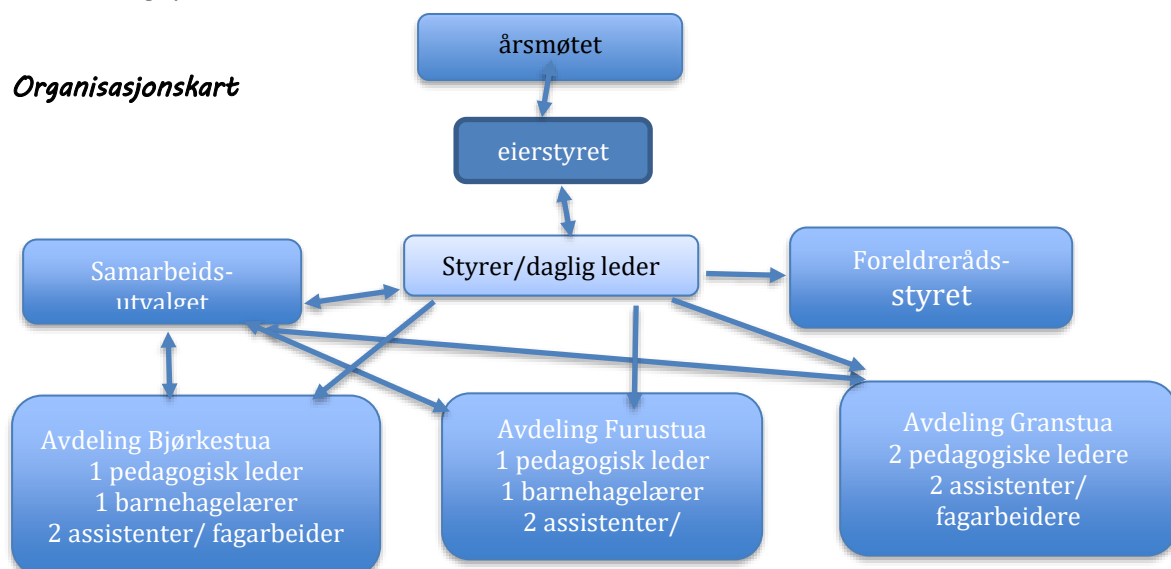 årsmøtet
Organisasjonskart
eierstyret
Styrer/daglig leder
Samarbeids-
utvalget
Foreldreråds-
styret
Avdeling Bjørkestua
1 pedagogisk leder
1 barnehagelærer
2 assistenter/ fagarbeider
Avdeling Furustua
1 pedagogisk leder
1 barnehagelærer
2 assistenter/
Avdeling Granstua
2 pedagogiske ledere
2 assistenter/
fagarbeidere